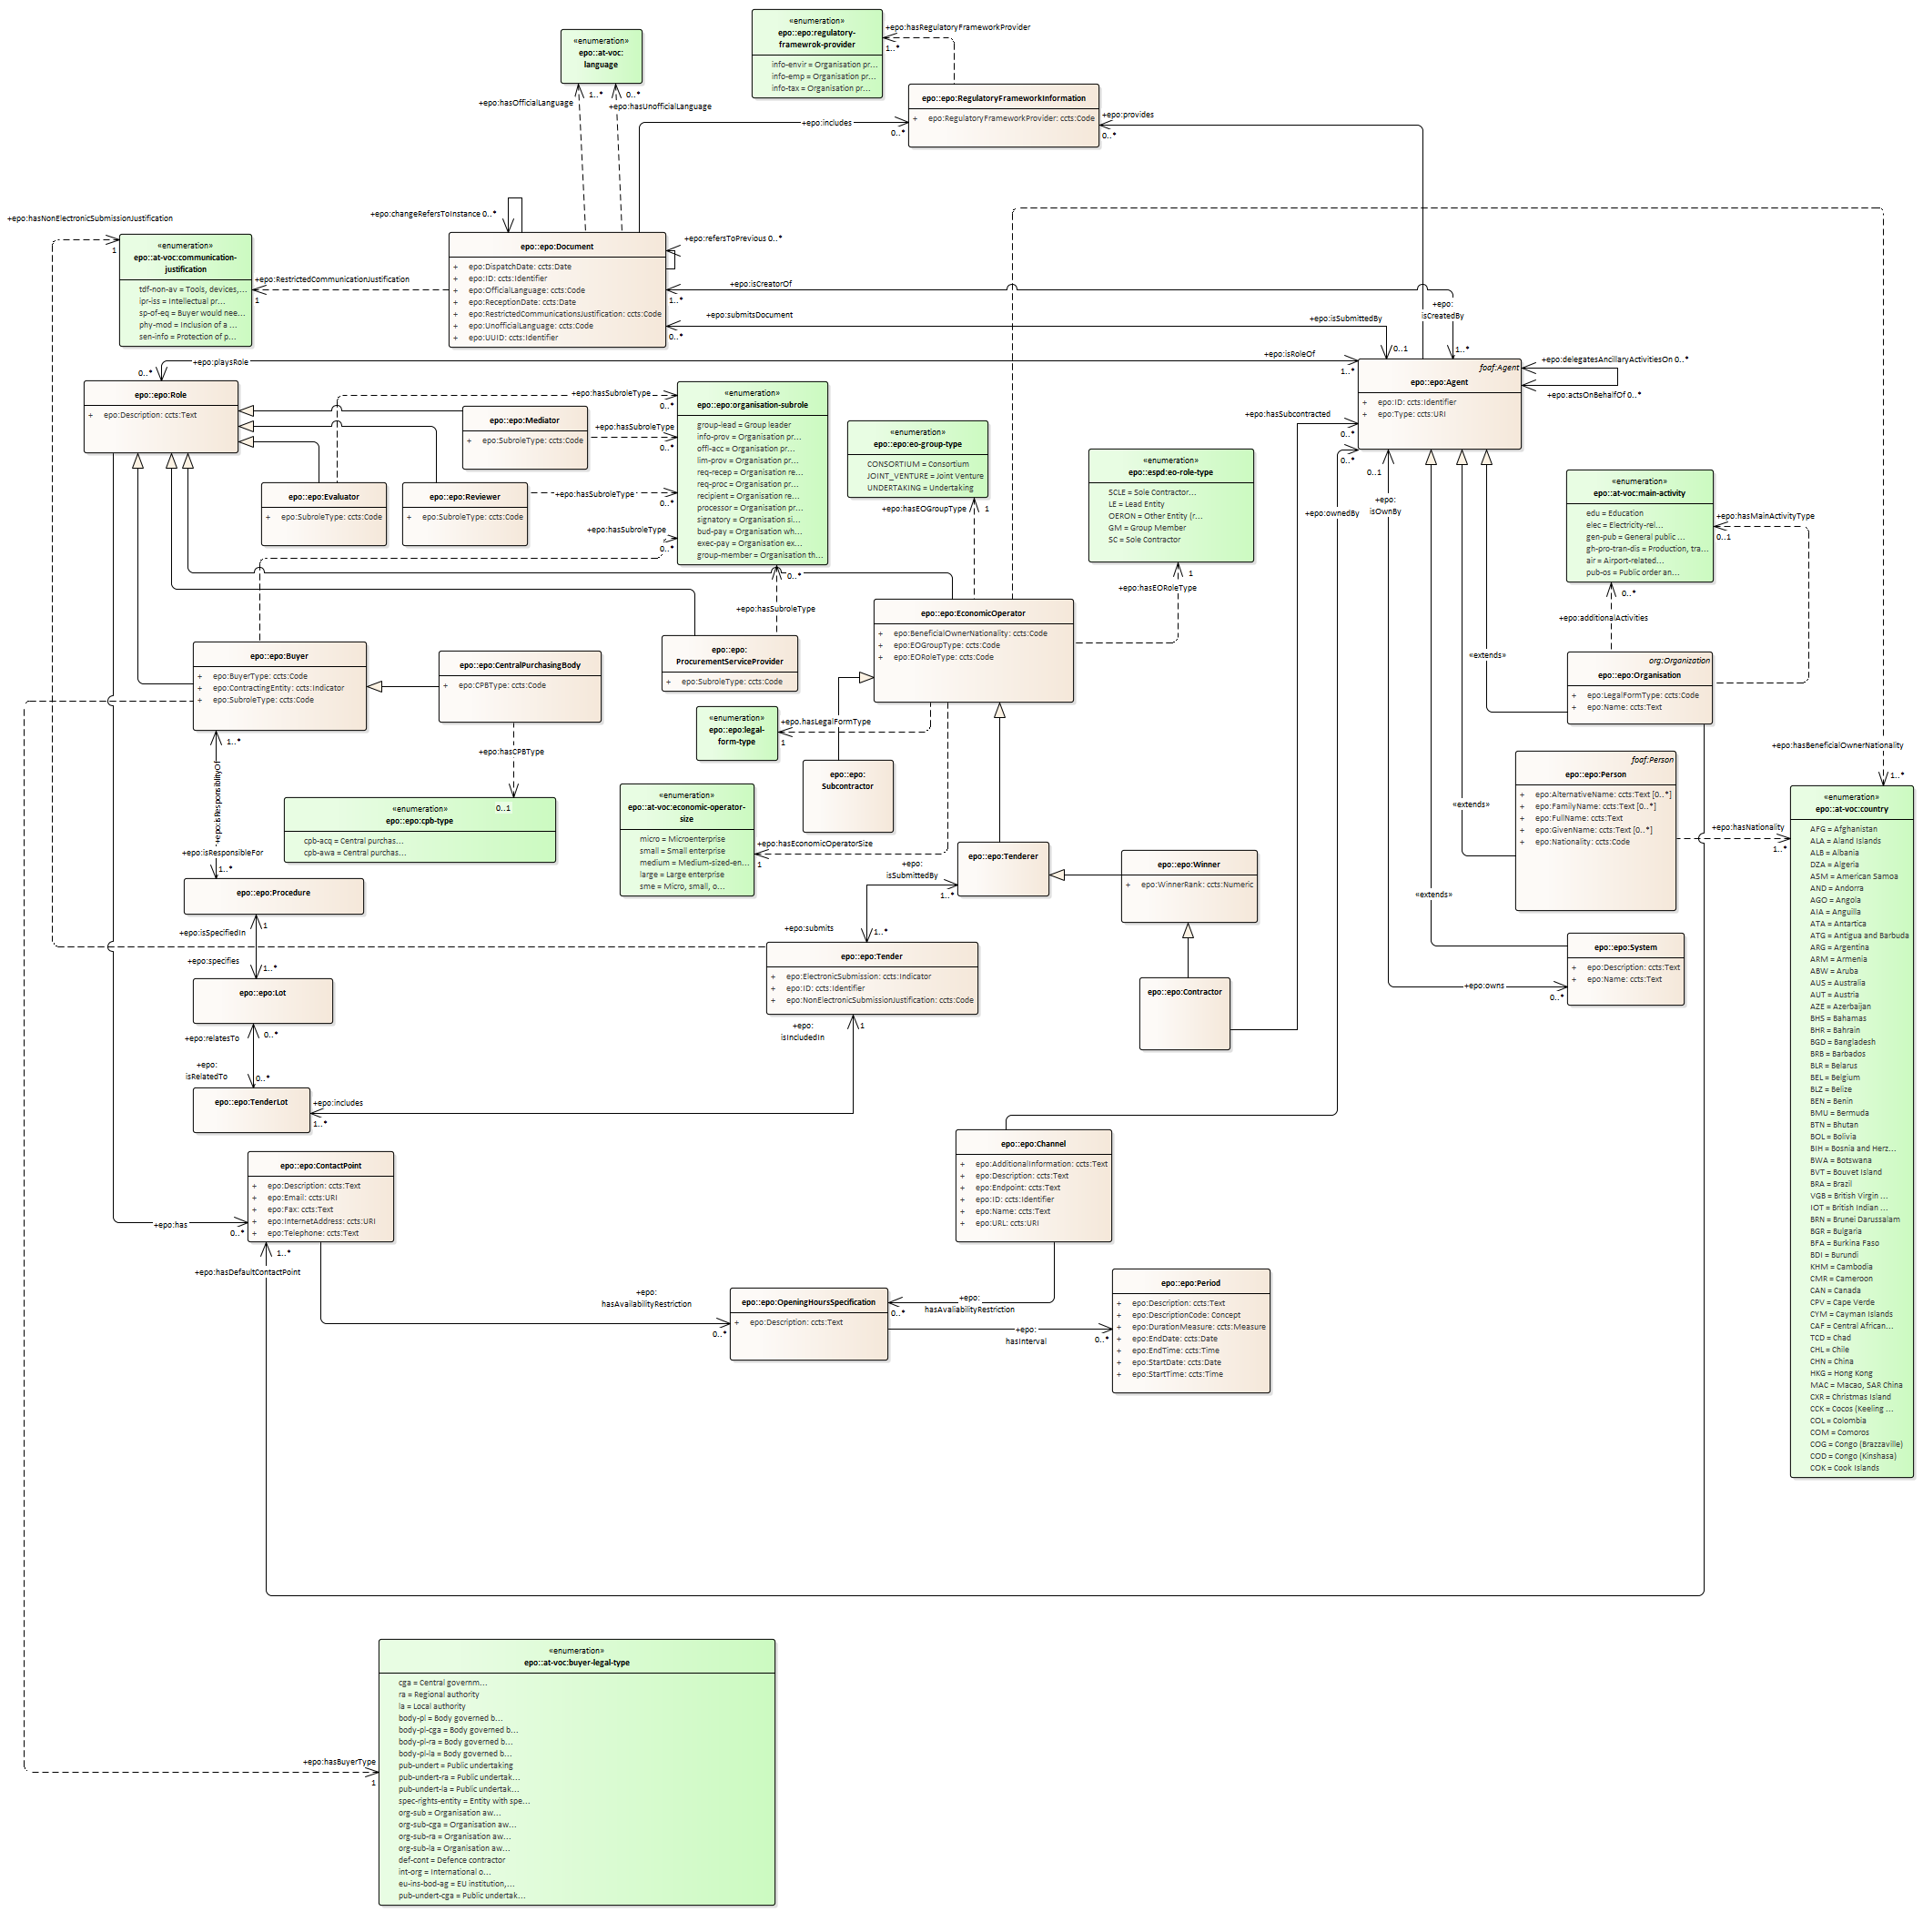 «enumeration»
epo::epo:regulatory-
framewrok-provider
info-envir = Organisation pr...
info-emp = Organisation pr...
info-tax = Organisation pr...
+epo:hasRegulatoryFrameworkProvider
1..*
«enumeration»
epo::at-voc:
language
+epo:hasOfficialLanguage
1..*
0..*
+epo:hasUnofficialLanguage
epo::epo:RegulatoryFrameworkInformation
+ epo:RegulatoryFrameworkProvider: ccts:Code
+epo:includes
0..*
+epo:provides
0..*
+epo:hasNonElectronicSubmissionJustification
1
«enumeration»
epo::at-voc:communication-
justification
tdf-non-av = Tools, devices,...
ipr-iss = Intellectual pr...
sp-of-eq = Buyer would nee...
phy-mod = Inclusion of a ...
sen-info = Protection of p...
+epo:RestrictedCommunicationJustification
1
+epo:changeRefersToInstance 0..*
epo::epo:Document
+ epo:DispatchDate: ccts:Date
+ epo:ID: ccts:Identifier
+ epo:OfficialLanguage: ccts:Code
+ epo:ReceptionDate: ccts:Date
+ epo:RestrictedCommunicationsJustification: ccts:Code
+ epo:UnofficialLanguage: ccts:Code
+ epo:UUID: ccts:Identifier
+epo:refersToPrevious 0..*
+epo:isCreatorOf
1..*
+epo:submitsDocument
0..*
+epo:isSubmittedBy
0..1
+epo:
isCreatedBy
1..*
+epo:playsRole
0..*
+epo:isRoleOf
1..*
foaf:Agent
epo::epo:Agent
+ epo:ID: ccts:Identifier
+ epo:Type: ccts:URI
+epo:delegatesAncillaryActivitiesOn 0..*
+epo:actsOnBehalfOf 0..*
epo::epo:Role
+ epo:Description: ccts:Text
epo::epo:Mediator
+ epo:SubroleType: ccts:Code
epo::epo:Evaluator
+ epo:SubroleType: ccts:Code
epo::epo:Reviewer
+ epo:SubroleType: ccts:Code
+epo:hasSubroleType
0..*
+epo:hasSubroleType
0..*
+epo:hasSubroleType
0..*
+epo:hasSubroleType
0..*
«enumeration»
epo::epo:organisation-subrole
group-lead = Group leader
info-prov = Organisation pr...
offi-acc = Organisation pr...
lim-prov = Organisation pr...
req-recep = Organisation re...
req-proc = Organisation pr...
recipient = Organisation re...
processor = Organisation pr...
signatory = Organisation si...
bud-pay = Organisation wh...
exec-pay = Organisation ex...
group-member = Organisation th...
0..*
+epo:hasSubroleType
«enumeration»
epo::epo:eo-group-type
CONSORTIUM = Consortium
JOINT_VENTURE = Joint Venture
UNDERTAKING = Undertaking
+epo:hasEOGroupType
1
«enumeration»
epo::espd:eo-role-type
SCLE = Sole Contractor...
LE = Lead Entity
OERON = Other Entity (r...
GM = Group Member
SC = Sole Contractor
1
+epo:hasEORoleType
+epo:hasSubcontracted
0..*
0..*
+epo:ownedBy
0..1
+epo:
isOwnBy
«enumeration»
epo::at-voc:main-activity
edu = Education
elec = Electricity-rel...
gen-pub = General public ...
gh-pro-tran-dis = Production, tra...
air = Airport-related...
pub-os = Public order an...
+epo:hasMainActivityType
0..1
0..*
+epo:additionalActivities
«extends»
org:Organization
epo::epo:Organisation
+ epo:LegalFormType: ccts:Code
+ epo:Name: ccts:Text
epo::epo:EconomicOperator
+ epo:BeneficialOwnerNationality: ccts:Code
+ epo:EOGroupType: ccts:Code
+ epo:EORoleType: ccts:Code
epo::epo:
ProcurementServiceProvider
+ epo:SubroleType: ccts:Code
epo::epo:Buyer
+ epo:BuyerType: ccts:Code
+ epo:ContractingEntity: ccts:Indicator
+ epo:SubroleType: ccts:Code
epo::epo:CentralPurchasingBody
+ epo:CPBType: ccts:Code
+epo:hasCPBType
0..1
«enumeration»
epo::epo:cpb-type
cpb-acq = Central purchas...
cpb-awa = Central purchas...
«enumeration»
epo::epo:legal-
form-type
+epo.hasLegalFormType
1
epo::epo:
Subcontractor
«enumeration»
epo::at-voc:economic-operator-
size
micro = Microenterprise
small = Small enterprise
medium = Medium-sized-en...
large = Large enterprise
sme = Micro, small, o...
+epo:hasEconomicOperatorSize
1
1..*
+epo:isResponsiblityOf
+epo:isResponsibleFor
1..*
epo::epo:Procedure
1
+epo:isSpecifiedIn
+epo:specifies
1..*
epo::epo:Lot
0..*
+epo:relatesTo
+epo:
isRelatedTo
0..*
epo::epo:TenderLot
+epo:includes
1..*
+epo:
isSubmittedBy
1..*
epo::epo:Tenderer
epo::epo:Winner
+ epo:WinnerRank: ccts:Numeric
epo::epo:Contractor
+epo:submits
1..*
epo::epo:Tender
+ epo:ElectronicSubmission: ccts:Indicator
+ epo:ID: ccts:Identifier
+ epo:NonElectronicSubmissionJustification: ccts:Code
+epo:
isIncludedIn
1
foaf:Person
epo::epo:Person
+ epo:AlternativeName: ccts:Text [0..*]
+ epo:FamilyName: ccts:Text [0..*]
+ epo:FullName: ccts:Text
+ epo:GivenName: ccts:Text [0..*]
+ epo:Nationality: ccts:Code
«extends»
«extends»
+epo:hasNationality
1..*
+epo:hasBeneficialOwnerNationality
1..*
epo::epo:System
+ epo:Description: ccts:Text
+ epo:Name: ccts:Text
+epo:owns
0..*
«enumeration»
epo::at-voc:country
AFG = Afghanistan
ALA = Aland Islands
ALB = Albania
DZA = Algeria
ASM = American Samoa
AND = Andorra
AGO = Angola
AIA = Anguilla
ATA = Antartica
ATG = Antigua and Barbuda
ARG = Argentina
ARM = Armenia
ABW = Aruba
AUS = Australia
AUT = Austria
AZE = Azerbaijan
BHS = Bahamas
BHR = Bahrain
BGD = Bangladesh
BRB = Barbados
BLR = Belarus
BEL = Belgium
BLZ = Belize
BEN = Benin
BMU = Bermuda
BTN = Bhutan
BOL = Bolivia
BIH = Bosnia and Herz...
BWA = Botswana
BVT = Bouvet Island
BRA = Brazil
VGB = British Virgin ...
IOT = British Indian ...
BRN = Brunei Darussalam
BGR = Bulgaria
BFA = Burkina Faso
BDI = Burundi
KHM = Cambodia
CMR = Cameroon
CAN = Canada
CPV = Cape Verde
CYM = Cayman Islands
CAF = Central African...
TCD = Chad
CHL = Chile
CHN = China
HKG = Hong Kong
MAC = Macao, SAR China
CXR = Christmas Island
CCK = Cocos (Keeling ...
COL = Colombia
COM = Comoros
COG = Congo (Brazzaville)
COD = Congo (Kinshasa)
COK = Cook Islands
epo::epo:ContactPoint
+ epo:Description: ccts:Text
+ epo:Email: ccts:URI
+ epo:Fax: ccts:Text
+ epo:InternetAddress: ccts:URI
+ epo:Telephone: ccts:Text
+epo:has
0..*
1..*
+epo:hasDefaultContactPoint
epo::epo:Channel
+ epo:AdditionalInformation: ccts:Text
+ epo:Description: ccts:Text
+ epo:Endpoint: ccts:Text
+ epo:ID: ccts:Identifier
+ epo:Name: ccts:Text
+ epo:URL: ccts:URI
+epo:
hasAvailabilityRestriction
0..*
epo::epo:OpeningHoursSpecification
+ epo:Description: ccts:Text
+epo:
hasAvaliabilityRestriction
0..*
+epo:
hasInterval
0..*
epo::epo:Period
+ epo:Description: ccts:Text
+ epo:DescriptionCode: Concept
+ epo:DurationMeasure: ccts:Measure
+ epo:EndDate: ccts:Date
+ epo:EndTime: ccts:Time
+ epo:StartDate: ccts:Date
+ epo:StartTime: ccts:Time
+epo:hasBuyerType
1
«enumeration»
epo::at-voc:buyer-legal-type
cga = Central governm...
ra = Regional authority
la = Local authority
body-pl = Body governed b...
body-pl-cga = Body governed b...
body-pl-ra = Body governed b...
body-pl-la = Body governed b...
pub-undert = Public undertaking
pub-undert-ra = Public undertak...
pub-undert-la = Public undertak...
spec-rights-entity = Entity with spe...
org-sub = Organisation aw...
org-sub-cga = Organisation aw...
org-sub-ra = Organisation aw...
org-sub-la = Organisation aw...
def-cont = Defence contractor
int-org = International o...
eu-ins-bod-ag = EU institution,...
pub-undert-cga = Public undertak...